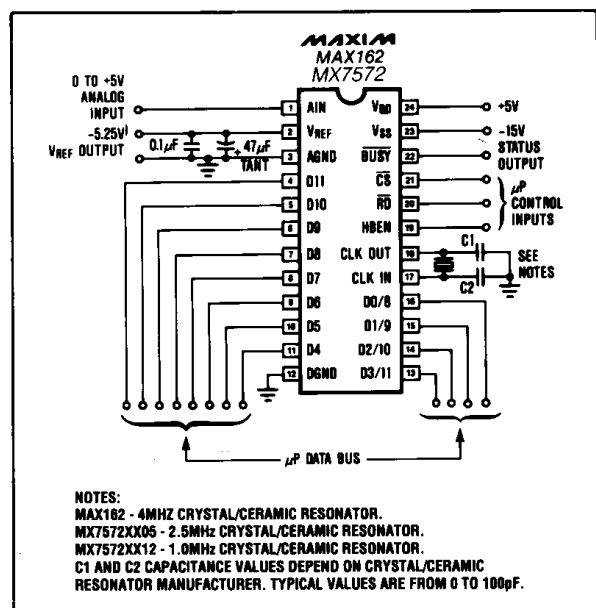 MAXIM
MAX162
MX7572
0 TO +5V
ANALOG
INPUT
-5.25V
VREF OUTPUT
0.1µF
+ 47µF
TANT
1 AIN
2 VREF
3 AGND
4 D11
5 D10
6 D9
7 D8
8 D7
9 D6
10 D5
11 D4
12 DGND
VDD 24
VSS 23
BUSY 22
CS 21
RD 20
HBEN 19
CLK OUT 18
CLK IN 17
D0/8 16
D1/9 15
D2/10 14
D3/11 13
+5V
-15V
STATUS
OUTPUT
µP
CONTROL
INPUTS
C1
C2
SEE
NOTES
µP DATA BUS
NOTES:
MAX162 - 4MHZ CRYSTAL/CERAMIC RESONATOR.
MX7572XX05 - 2.5MHz CRYSTAL/CERAMIC RESONATOR.
MX7572XX12 - 1.0MHz CRYSTAL/CERAMIC RESONATOR.
C1 AND C2 CAPACITANCE VALUES DEPEND ON CRYSTAL/CERAMIC
RESONATOR MANUFACTURER. TYPICAL VALUES ARE FROM 0 TO 100pF.